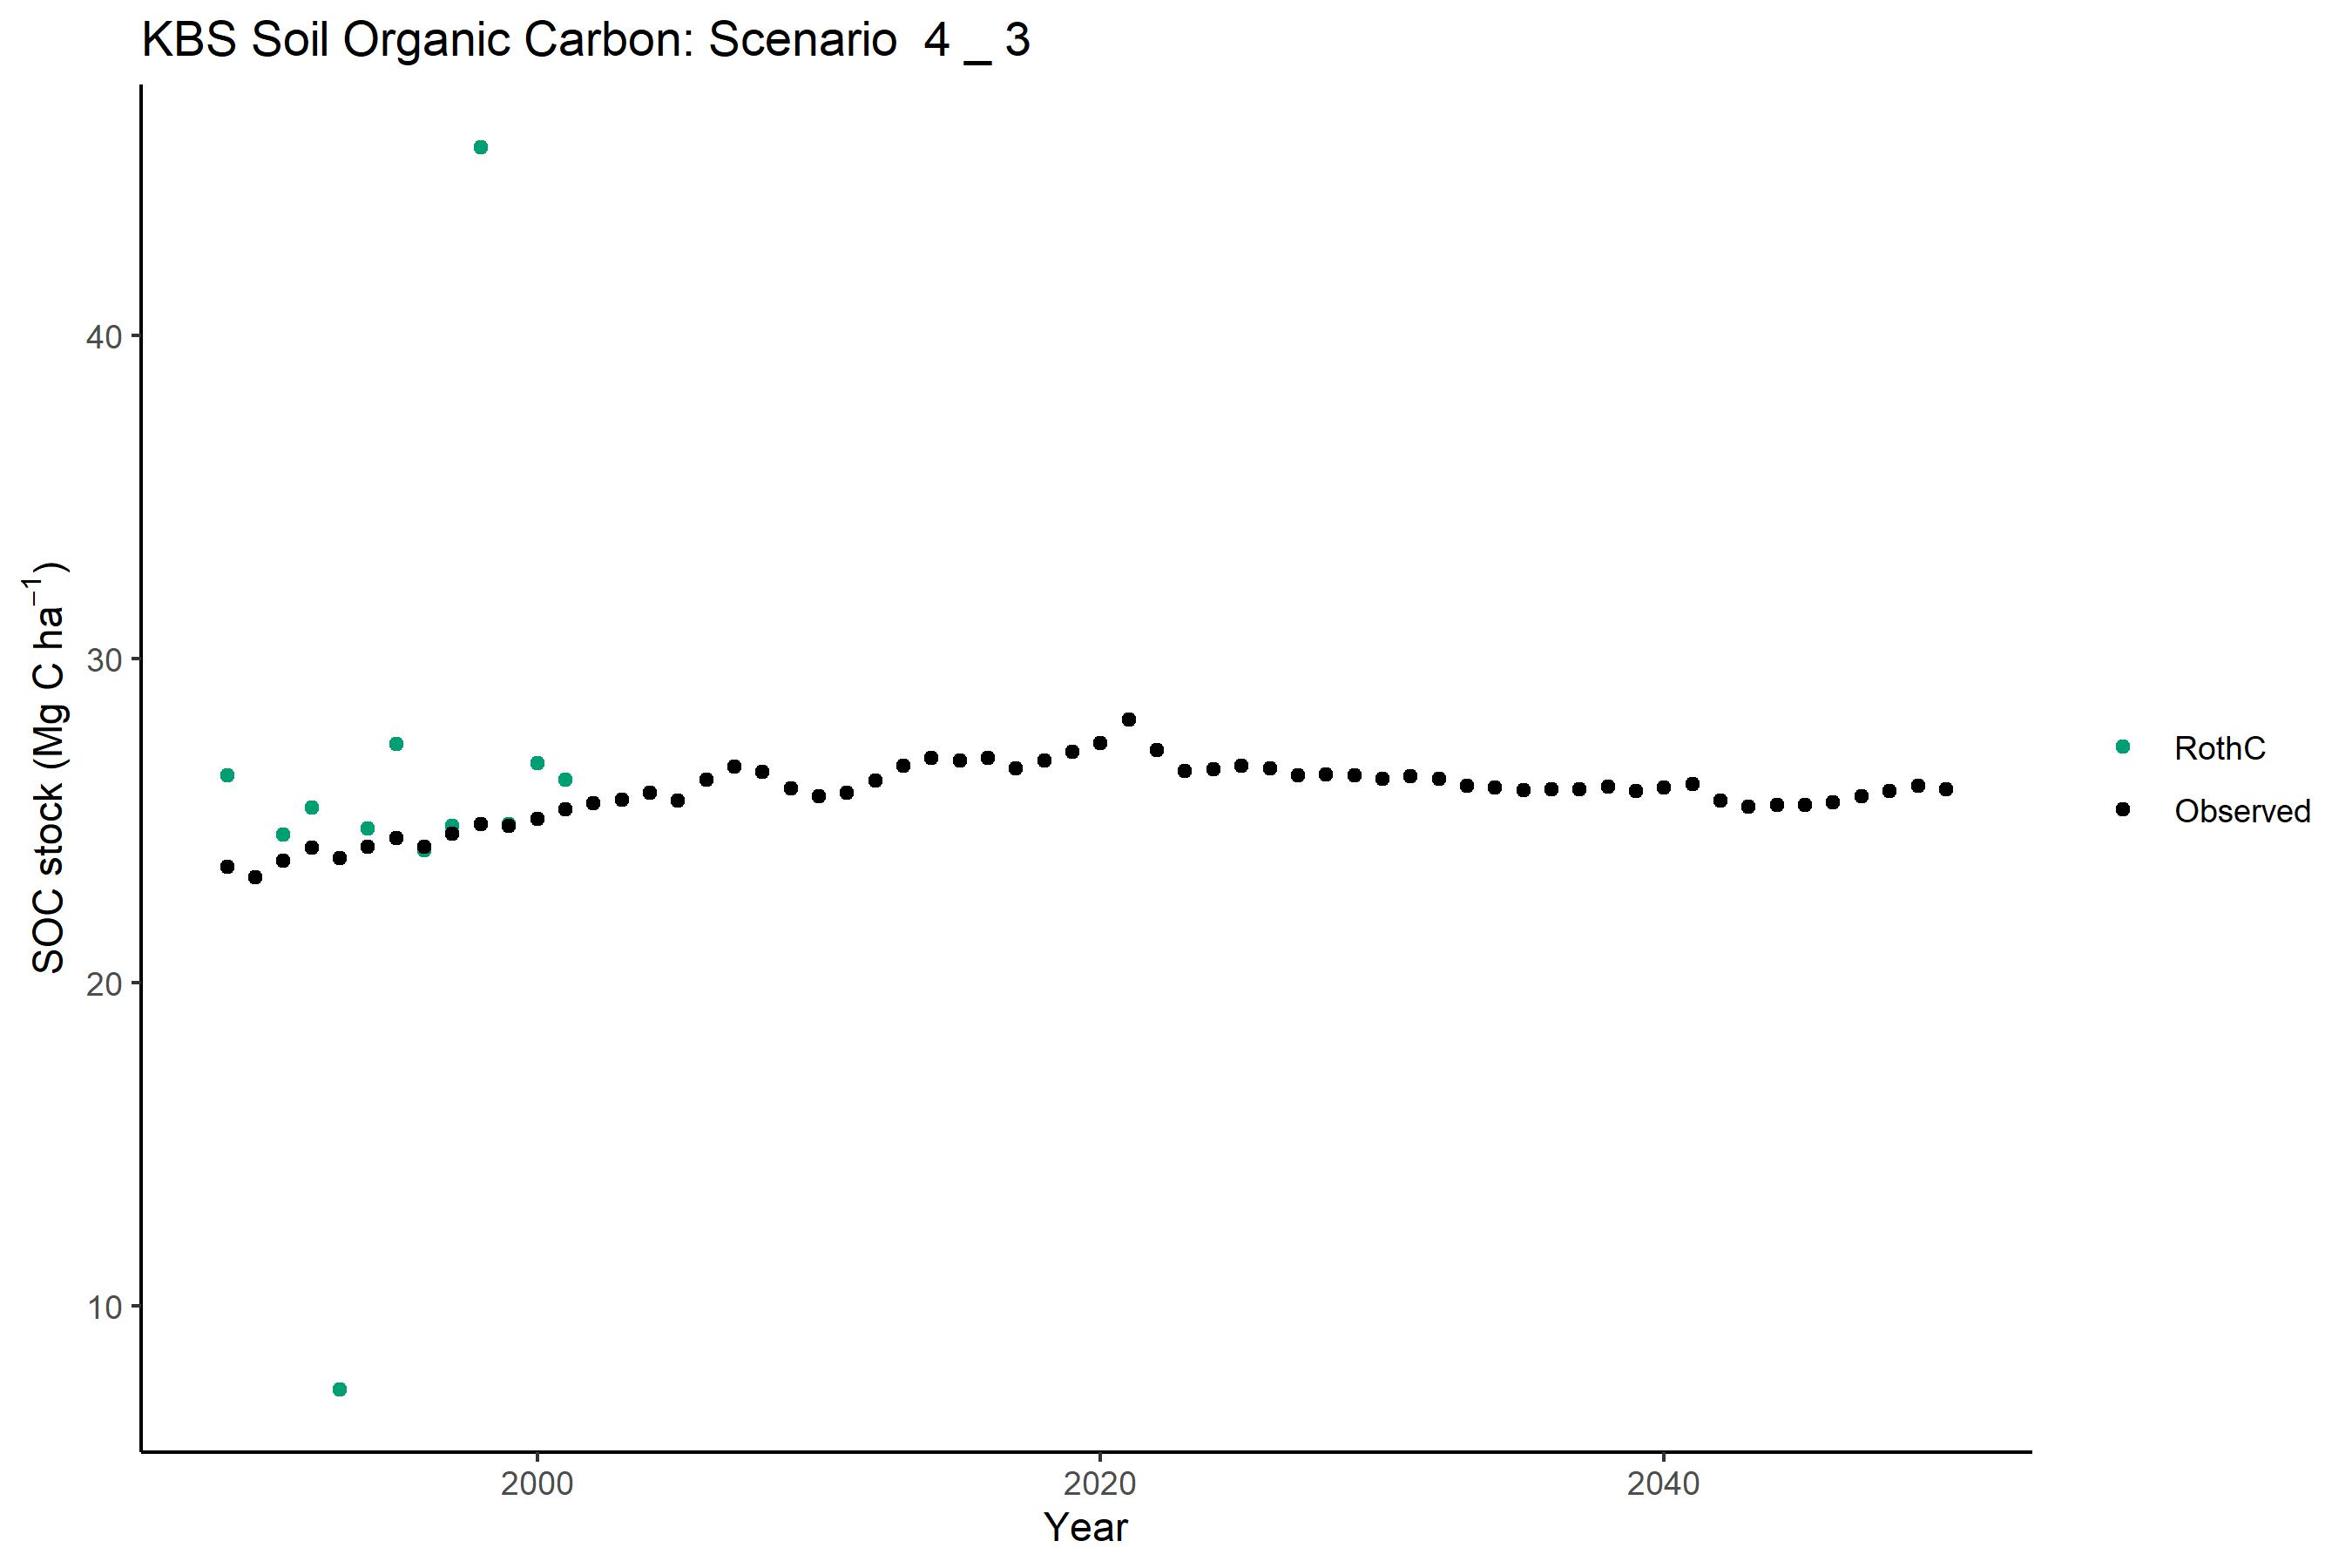 KBS Soil Organic Carbon: Scenario 4 _ 3
SOC stock (Mg C ha⁻¹)
40
30
20
10
2000 2020 2040
Year
RothC
Observed